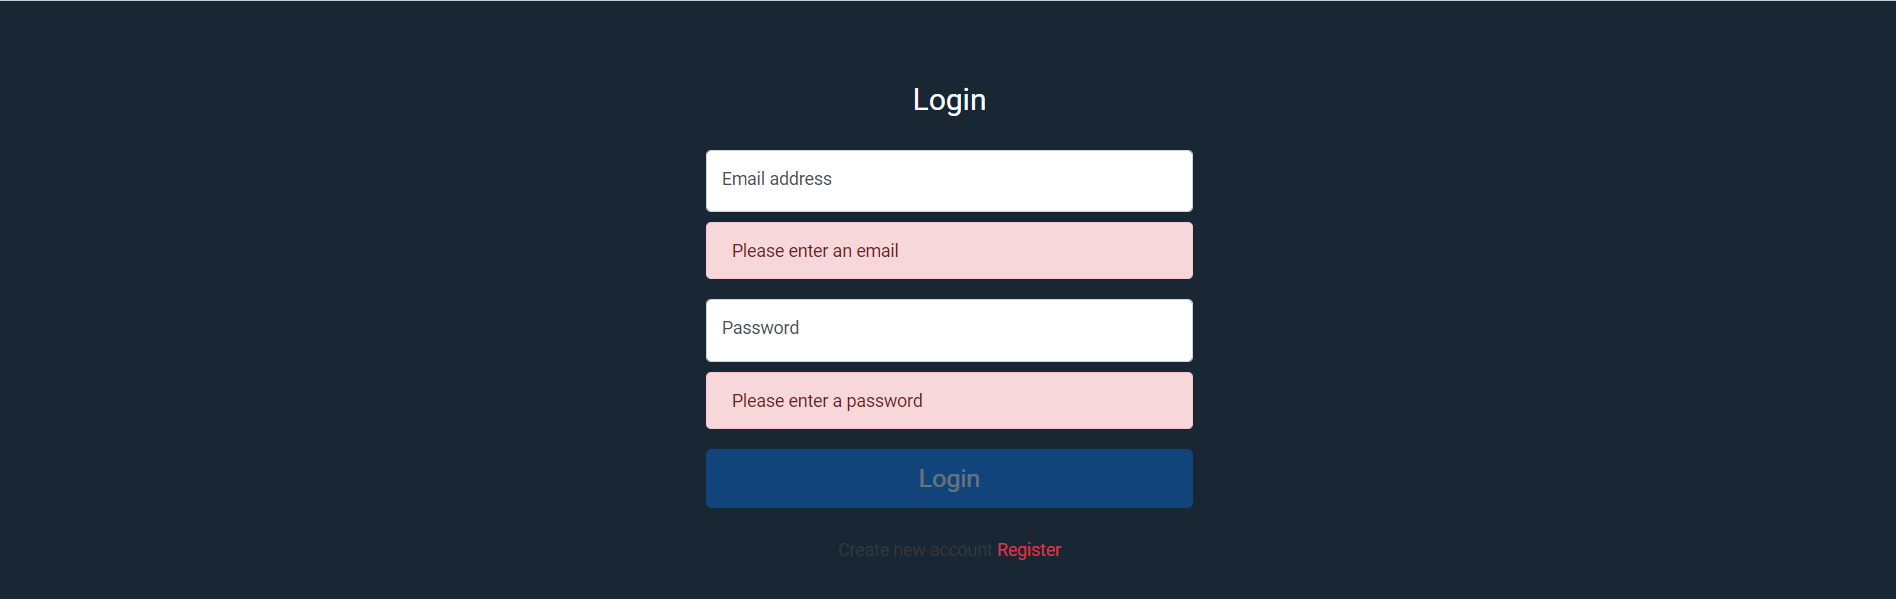 Login
Email address
Please enter an email
Password
Please enter a password
Login
Create new account Register